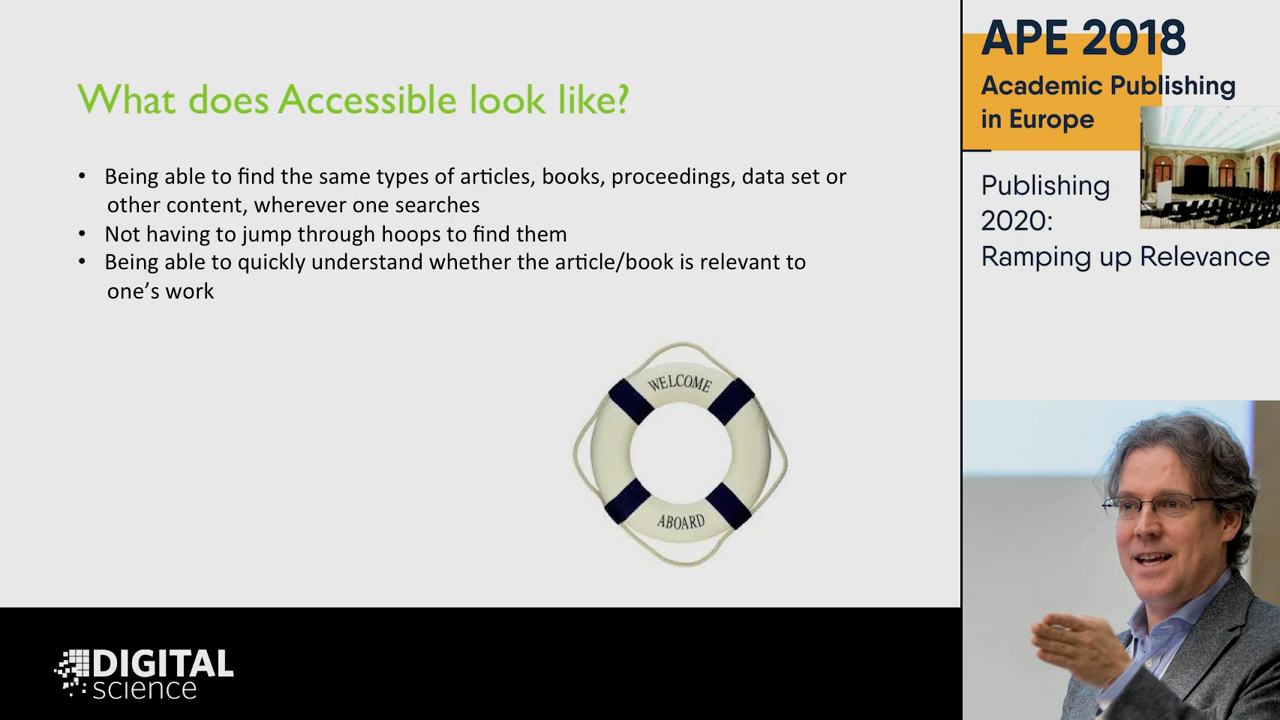 What does Accessible look like?
• Being able to find the same types of articles, books, proceedings, data set or
other content, wherever one searches
• Not having to jump through hoops to find them
• Being able to quickly understand whether the article/book is relevant to
one's work
WELCOME
ABOARD
DIGITAL
science
APE 2018
Academic Publishing
in Europe
Publishing
2020:
Ramping up Relevance